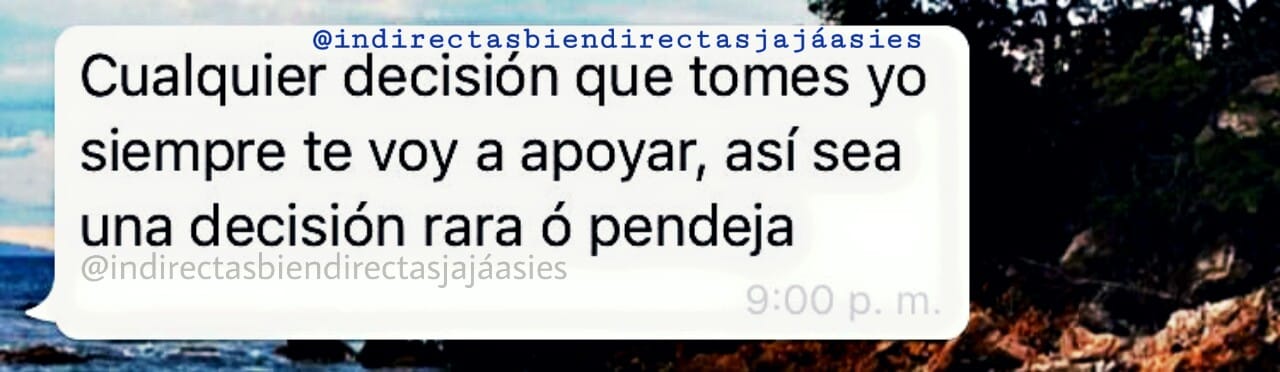 @indirectasbiendirectasjajáasies
Cualquier decisión que tomes yo
siempre te voy a apoyar, así sea
una decisión rara ó pendeja
@indirectasbiendirectasjajáasies
9:00 p. m.